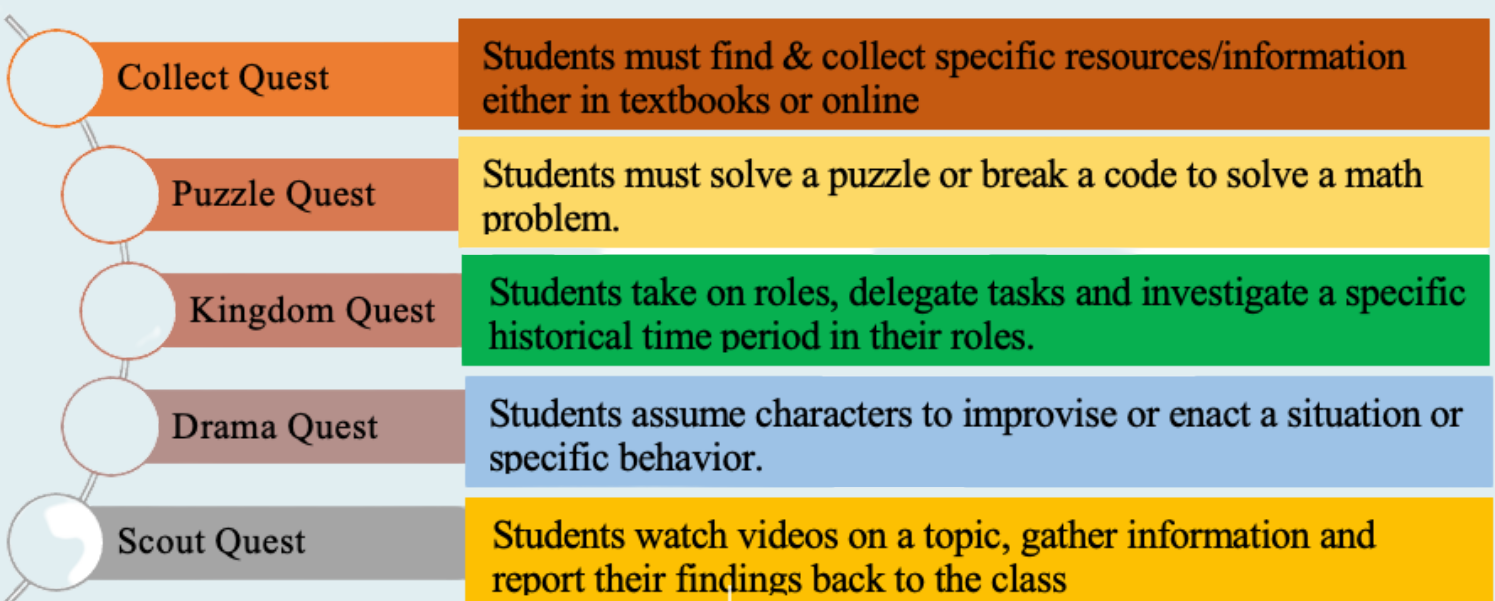 Collect Quest
Students must find & collect specific resources/information
either in textbooks or online
Puzzle Quest
Students must solve a puzzle or break a code to solve a math
problem.
Kingdom Quest
Students take on roles, delegate tasks and investigate a specific
historical time period in their roles.
Drama Quest
Students assume characters to improvise or enact a situation or
specific behavior.
Scout Quest
Students watch videos on a topic, gather information and
report their findings back to the class